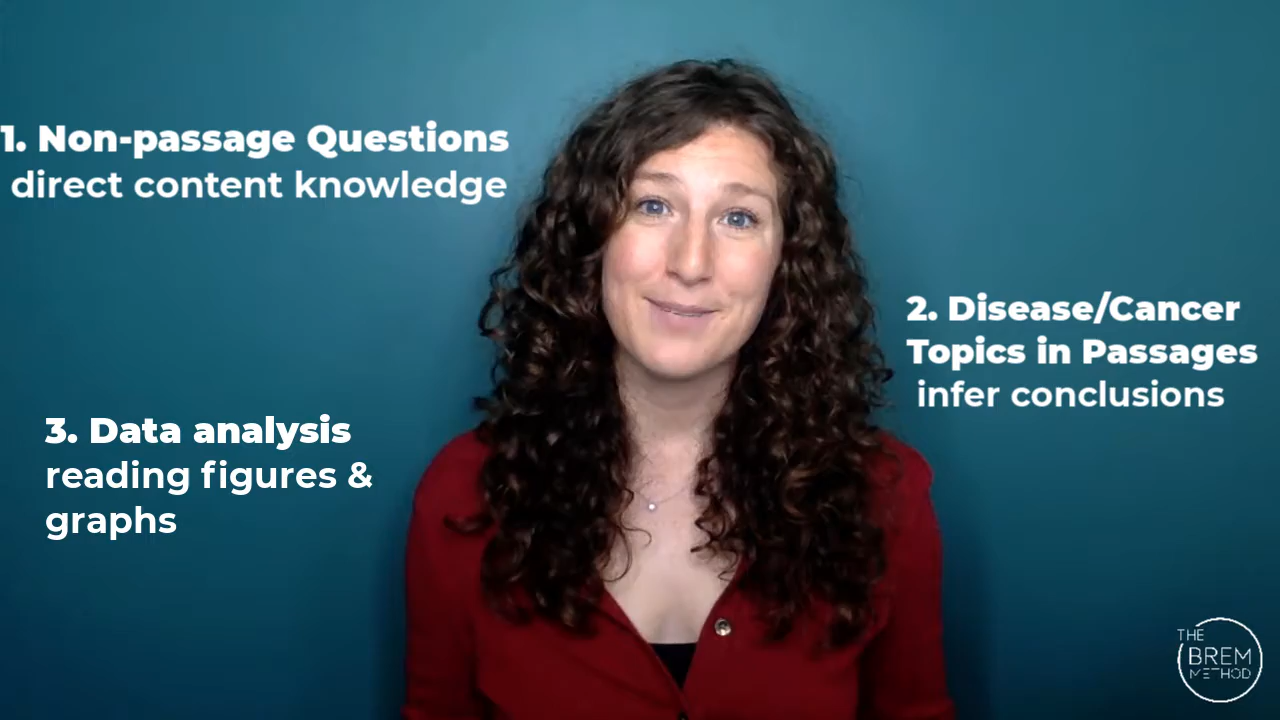 1. Non-passage Questions
direct content knowledge
2. Disease/Cancer
Topics in Passages
infer conclusions
3. Data analysis
reading figures &
graphs
THE
BREM
METHOD